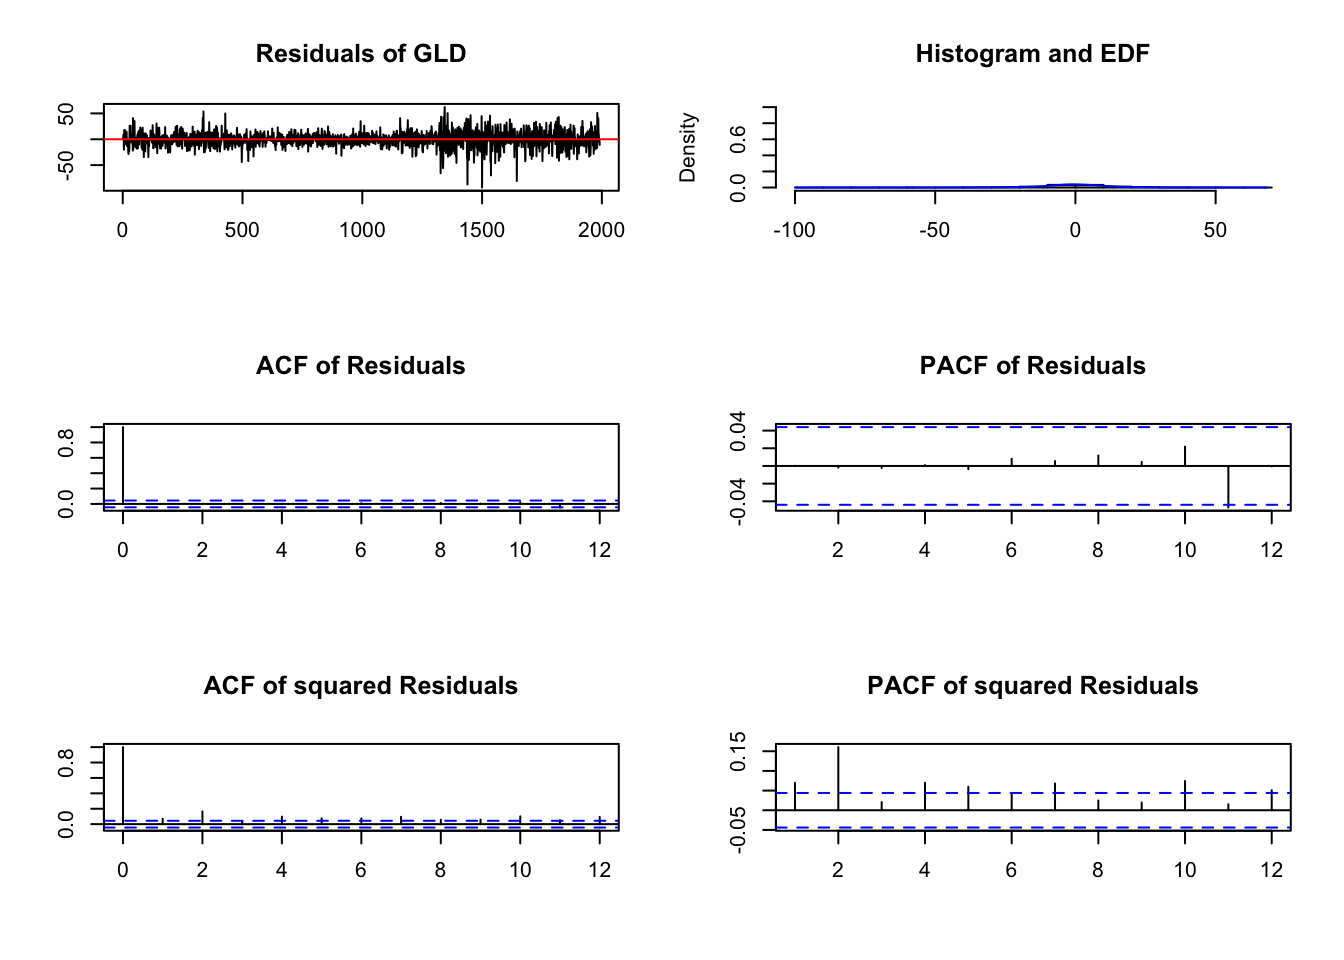 Residuals of GLD
50
-50
0 500 1000 1500 2000
Histogram and EDF
Density
0.6
0.0
-100 -50 0 50
ACF of Residuals
0.8
0.0
0 2 4 6 8 10 12
PACF of Residuals
0.04
-0.04
2 4 6 8 10 12
ACF of squared Residuals
0.8
0.0
0 2 4 6 8 10 12
PACF of squared Residuals
0.15
-0.05
2 4 6 8 10 12